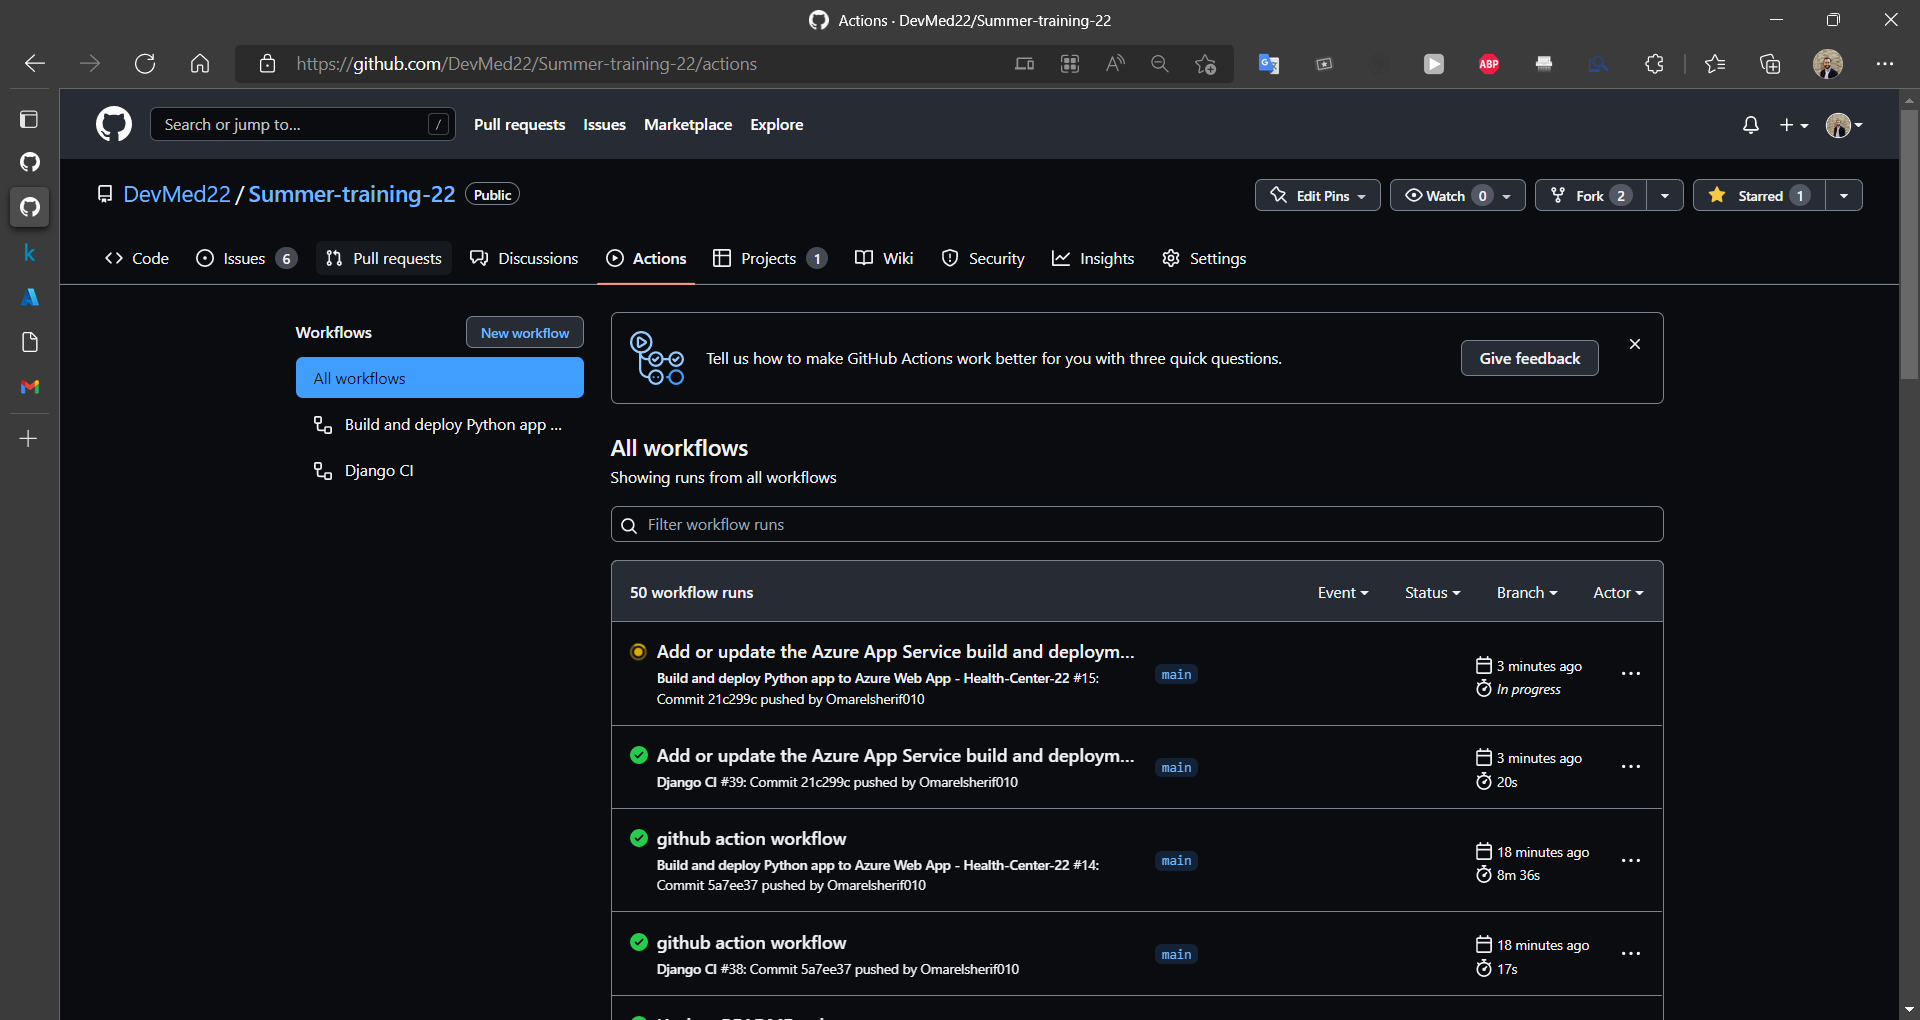 Actions · DevMed22/Summer-training-22
https://github.com/DevMed22/Summer-training-22/actions
ABP
Search or jump to...
/
Pull requests
Issues
Marketplace
Explore
DevMed22 / Summer-training-22
Public
Edit Pins
Watch 0
Fork 2
Starred 1
Code
Issues 6
Pull requests
Discussions
Actions
Projects 1
Wiki
Security
Insights
Settings
Workflows
New workflow
All workflows
Build and deploy Python app ...
Django CI
Tell us how to make GitHub Actions work better for you with three quick questions.
Give feedback
All workflows
Showing runs from all workflows
Filter workflow runs
50 workflow runs
Event
Status
Branch
Actor
Add or update the Azure App Service build and deploym...
Build and deploy Python app to Azure Web App - Health-Center-22 #15:
Commit 21c299c pushed by Omarelsherif010
main
3 minutes ago
In progress
Add or update the Azure App Service build and deploym...
Django CI #39: Commit 21c299c pushed by Omarelsherif010
main
3 minutes ago
20s
github action workflow
Build and deploy Python app to Azure Web App - Health-Center-22 #14:
Commit 5a7ee37 pushed by Omarelsherif010
main
18 minutes ago
8m 36s
github action workflow
Django CI #38: Commit 5a7ee37 pushed by Omarelsherif010
main
18 minutes ago
17s